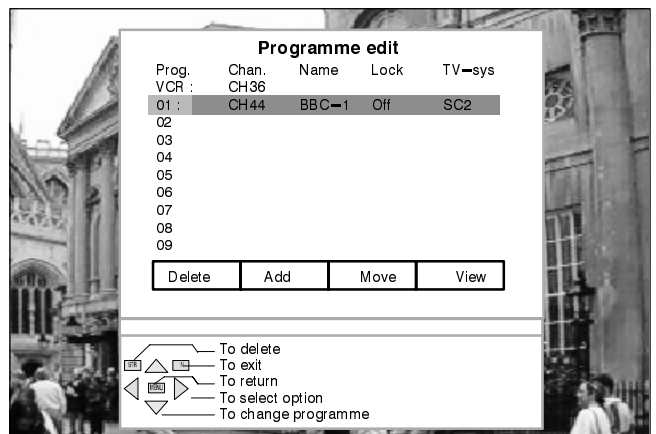 Programme edit
Prog. Chan. Name Lock TV-sys
VCR : CH36
01 : CH44 BBC-1 Off SC2
02
03
04
05
06
07
08
09
Delete Add Move View
To delete
STR N To exit
MENU To return
To select option
To change programme